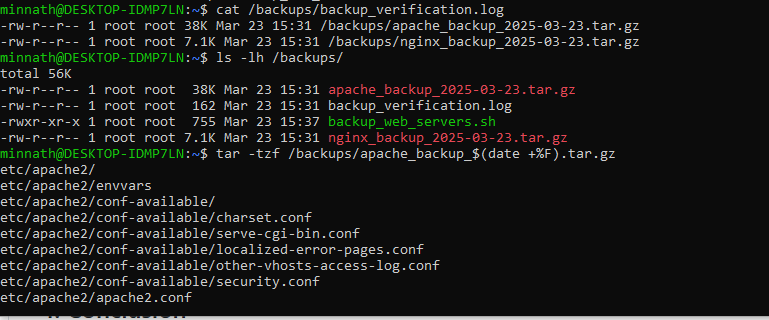 minnath@DESKTOP-IDMP7LN:~$ cat /backups/backup_verification.log
-rw-r--r-- 1 root root 38K Mar 23 15:31 /backups/apache_backup_2025-03-23.tar.gz
-rw-r--r-- 1 root root 7.1K Mar 23 15:31 /backups/nginx_backup_2025-03-23.tar.gz
minnath@DESKTOP-IDMP7LN:~$ ls -lh /backups/
total 56K
-rw-r--r-- 1 root root  38K Mar 23 15:31 apache_backup_2025-03-23.tar.gz
-rw-r--r-- 1 root root  162 Mar 23 15:31 backup_verification.log
-rwxr-xr-x 1 root root  755 Mar 23 15:37 backup_web_servers.sh
-rw-r--r-- 1 root root 7.1K Mar 23 15:31 nginx_backup_2025-03-23.tar.gz
minnath@DESKTOP-IDMP7LN:~$ tar -tzf /backups/apache_backup_$(date +%F).tar.gz
etc/apache2/
etc/apache2/envvars
etc/apache2/conf-available/
etc/apache2/conf-available/charset.conf
etc/apache2/conf-available/serve-cgi-bin.conf
etc/apache2/conf-available/localized-error-pages.conf
etc/apache2/conf-available/other-vhosts-access-log.conf
etc/apache2/conf-available/security.conf
etc/apache2/apache2.conf